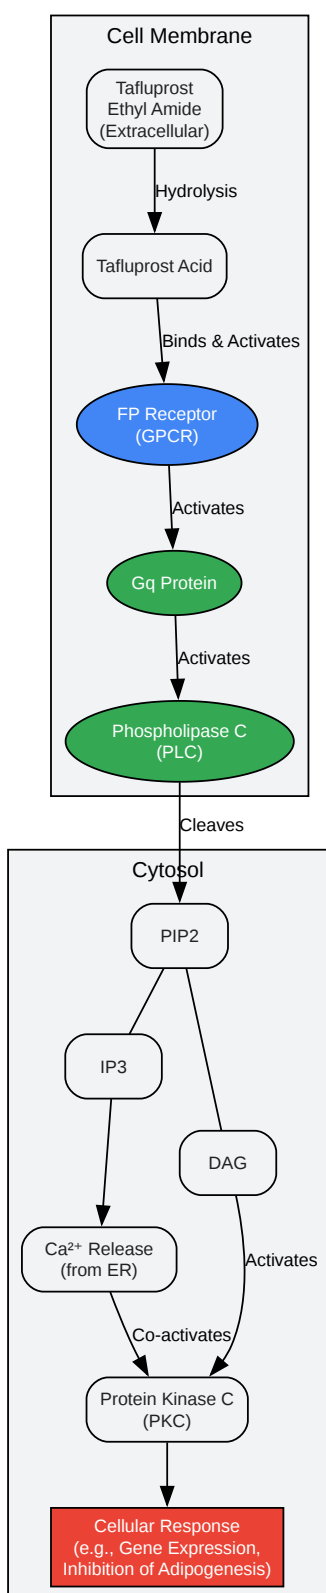 Cell Membrane
Tafluprost
Ethyl Amide
(Extracellular)
Hydrolysis
Tafluprost Acid
Binds & Activates
FP Receptor
(GPCR)
Activates
Gq Protein
Activates
Phospholipase C
(PLC)
Cleaves
Cytosol
PIP2
IP3
DAG
Ca²⁺ Release
(from ER)
Activates
Co-activates
Protein Kinase C
(PKC)
Cellular Response
(e.g., Gene Expression,
Inhibition of Adipogenesis)